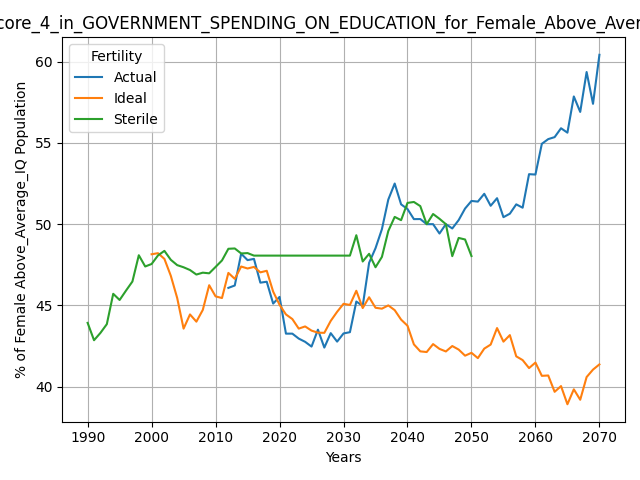 core_4_in_GOVERNMENT_SPENDING_ON_EDUCATION_for_Female_Above_Aver
Fertility
Actual
Ideal
Sterile
60
55
50
45
40
% of Female Above_Average_IQ Population
1990 2000 2010 2020 2030 2040 2050 2060 2070
Years